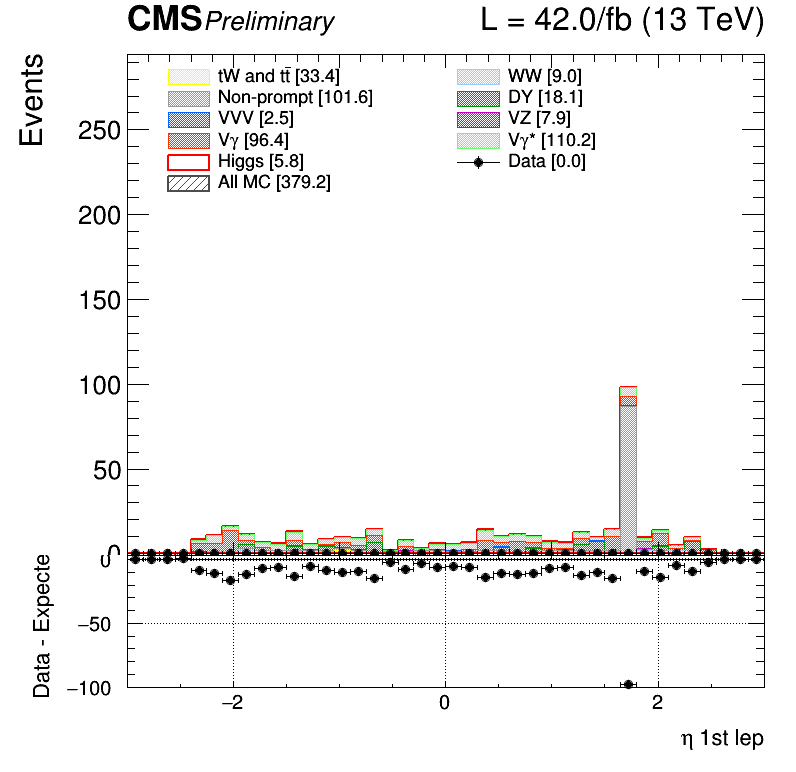 CMS Preliminary L = 42.0/fb (13 TeV)
Events
tW and tt̄ [33.4]
Non-prompt [101.6]
VVV [2.5]
Vγ [96.4]
Higgs [5.8]
All MC [379.2]
WW [9.0]
DY [18.1]
VZ [7.9]
Vγ* [110.2]
Data [0.0]
250
200
150
100
50
0
Data - Expecte
0
−50
−100
−2 0 2
η 1st lep